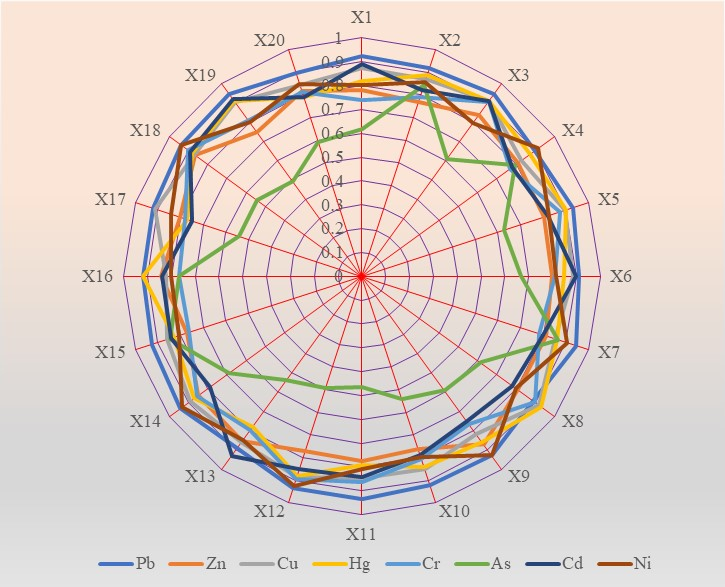 X1
X20
X2
1
0.9
X19
X3
0.8
0.7
X18
0.6
X4
0.5
0.4
X17
0.3
X5
0.2
0.1
X16
0
X6
X15
X7
X14
X8
X13
X9
X12
X10
X11
Pb Zn Cu Hg Cr As Cd Ni